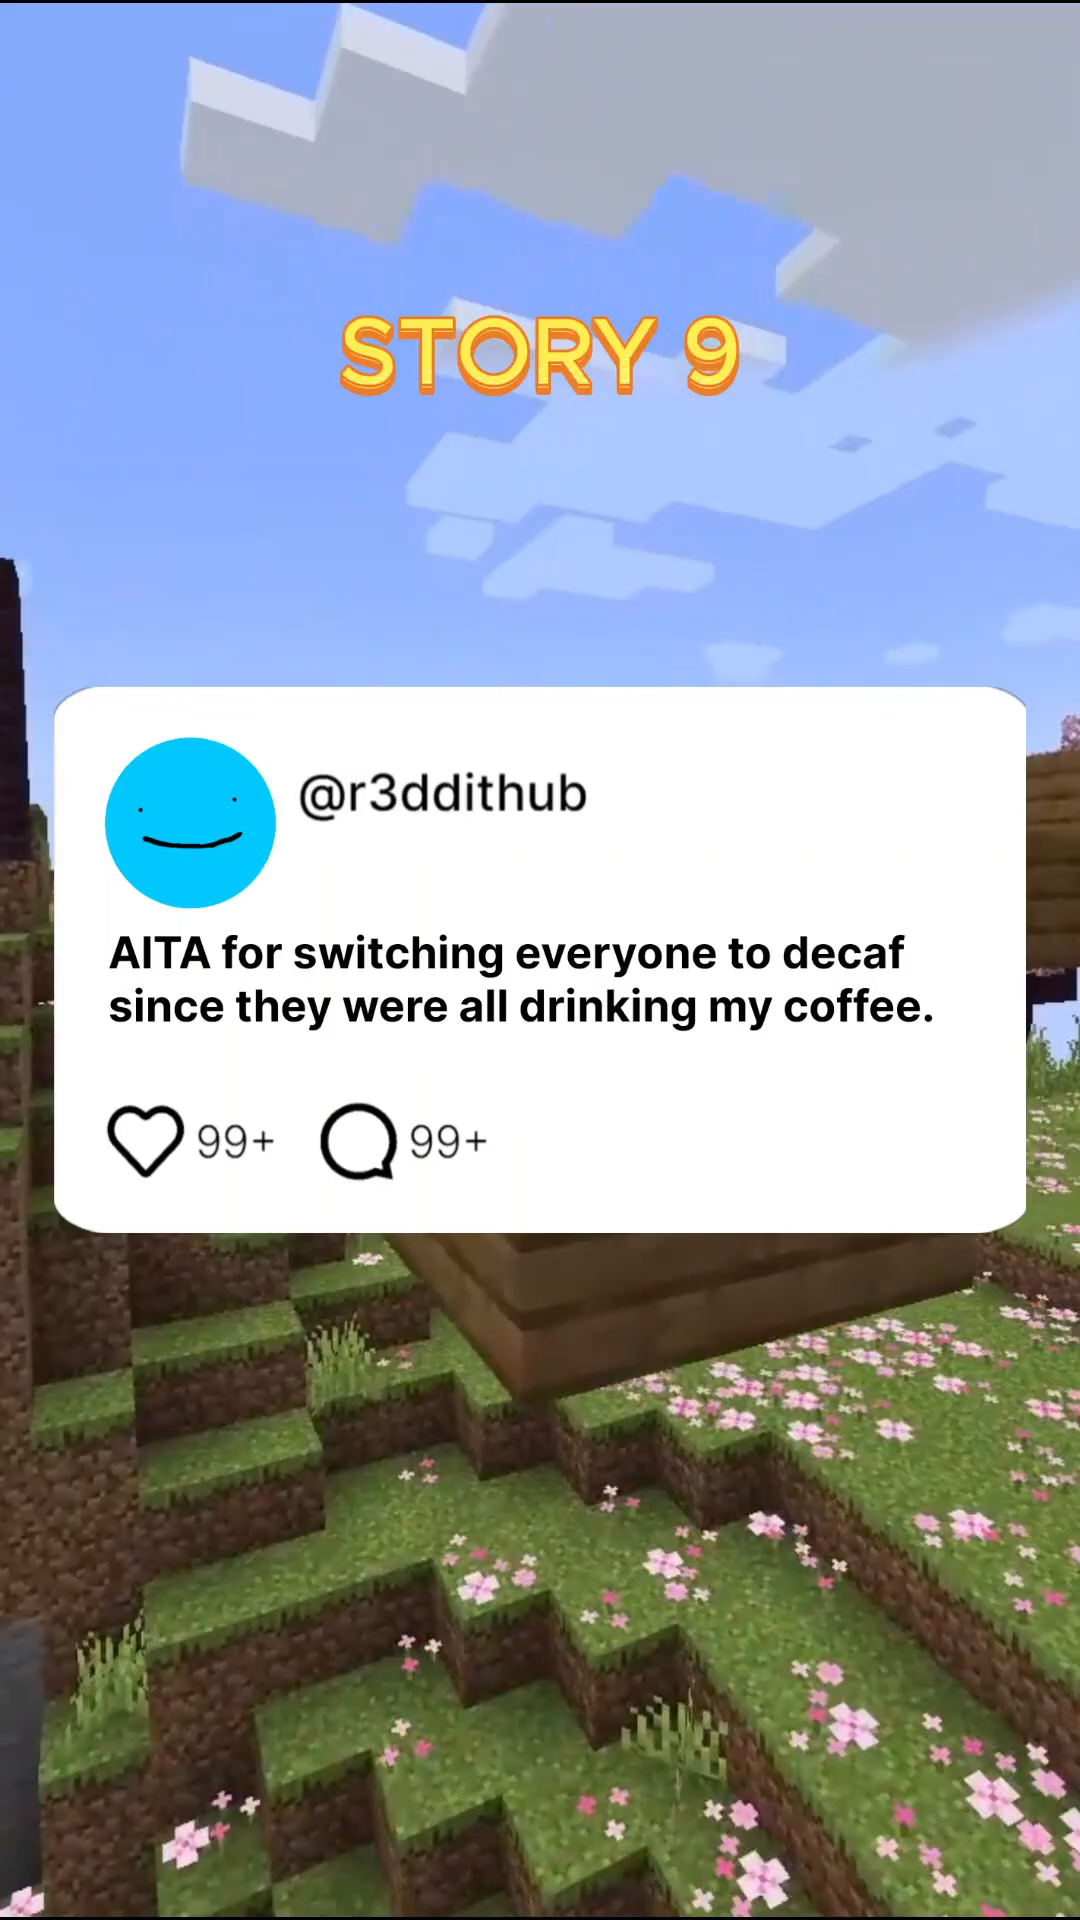 STORY 9
@r3ddithub
AITA for switching everyone to decaf
since they were all drinking my coffee.
99+ 99+